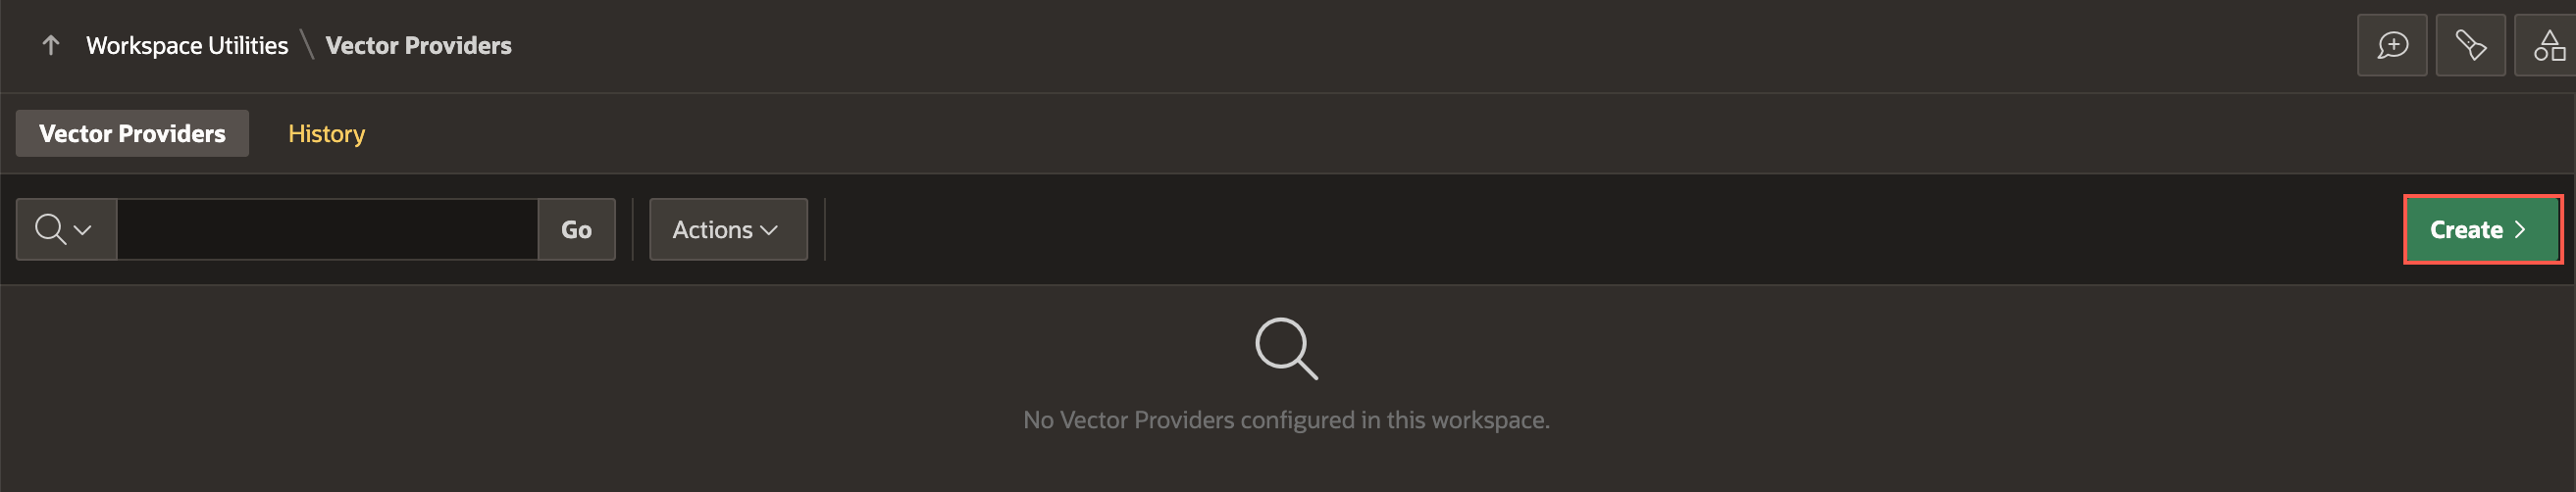 Workspace Utilities \ Vector Providers
Vector Providers History
Go Actions Create
No Vector Providers configured in this workspace.